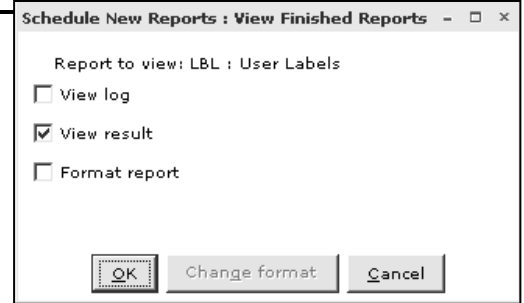 Schedule New Reports : View Finished Reports
Report to view: LBL : User Labels
View log
View result
Format report
OK Change format Cancel